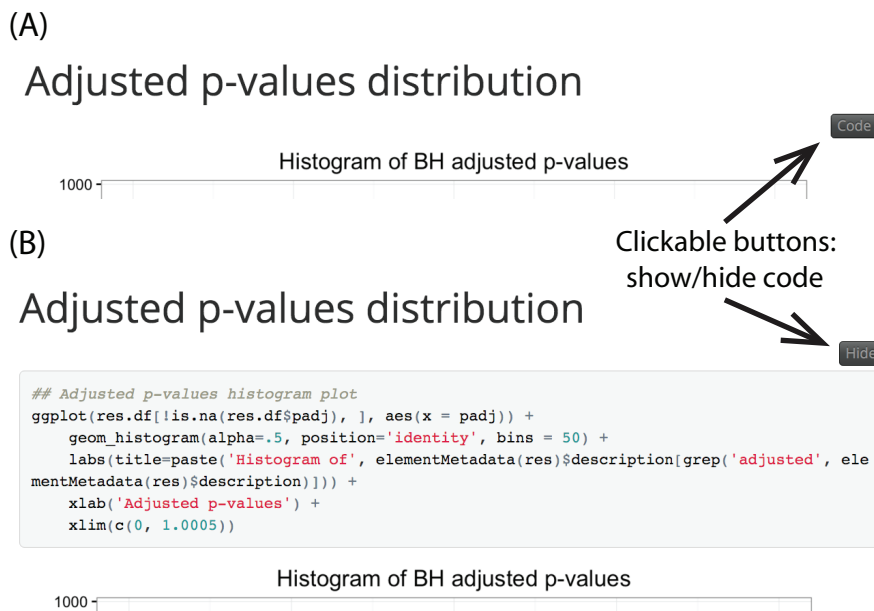 (A)
Adjusted p-values distribution
Code
Histogram of BH adjusted p-values
1000
Clickable buttons:
show/hide code
(B)
Adjusted p-values distribution
Hide
## Adjusted p-values histogram plot
ggplot(res.df[!is.na(res.df$padj), ], aes(x = padj)) +
    geom_histogram(alpha=.5, position='identity', bins = 50) +
    labs(title=paste('Histogram of', elementMetadata(res)$description[grep('adjusted', ele
mentMetadata(res)$description)])) +
    xlab('Adjusted p-values') +
    xlim(c(0, 1.0005))
Histogram of BH adjusted p-values
1000